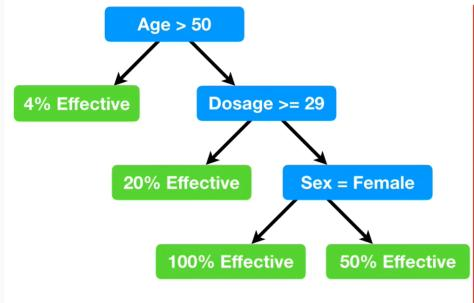 Age > 50
4% Effective
Dosage >= 29
20% Effective
Sex = Female
100% Effective
50% Effective